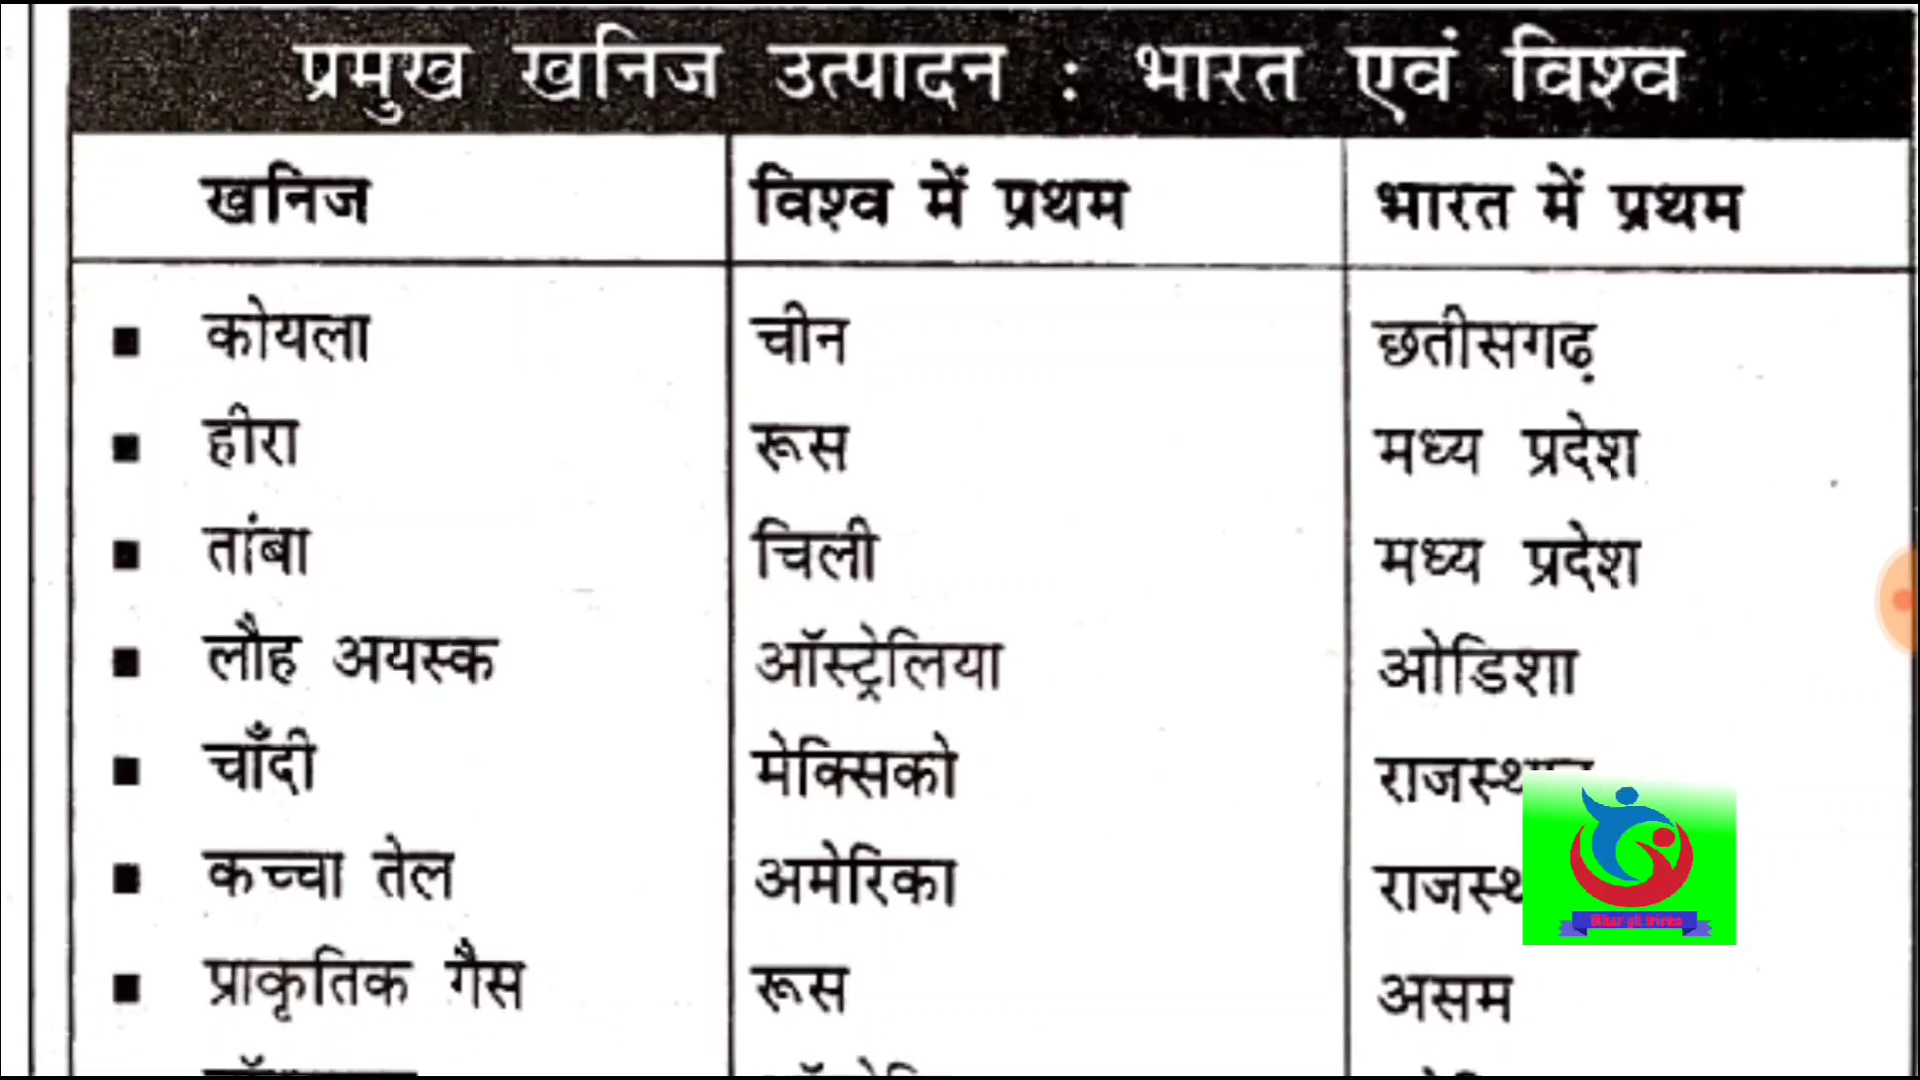 प्रमुख खनिज उत्पादन : भारत एवं विश्व
खनिज विश्व में प्रथम भारत में प्रथम
▪ कोयला चीन छतीसगढ़
▪ हीरा रूस मध्य प्रदेश
▪ तांबा चिली मध्य प्रदेश
▪ लौह अयस्क ऑस्ट्रेलिया ओडिशा
▪ चाँदी मेक्सिको
▪ कच्चा तेल अमेरिका
▪ प्राकृतिक गैस रूस असम